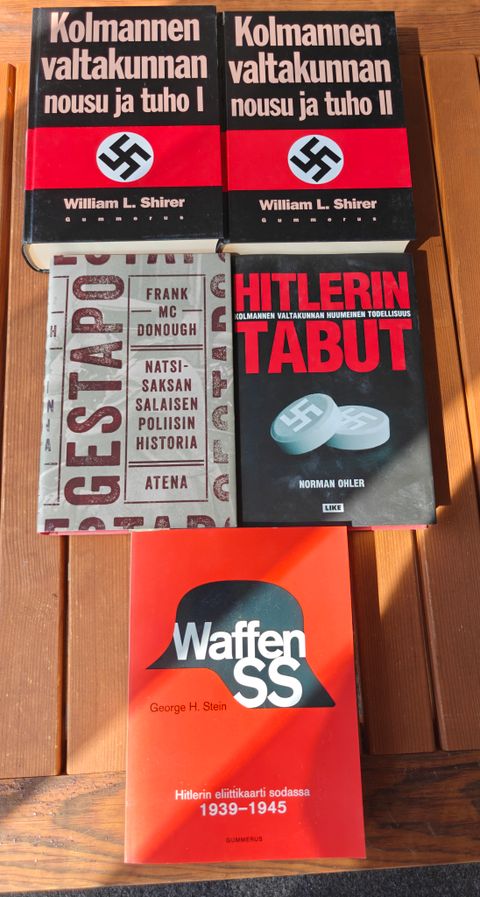 Kolmannen
valtakunnan
nousu ja tuho I
William L. Shirer
Gummerus
Kolmannen
valtakunnan
nousu ja tuho II
William L. Shirer
Gummerus
GESTAPO
FRANK
MC
DONOUGH
NATSI-
SAKSAN
SALAISEN
POLIISIN
HISTORIA
ATENA
HITLERIN
KOLMANNEN VALTAKUNNAN HUUMEINEN TODELLISUUS
TABUT
NORMAN OHLER
LIKE
Waffen
SS
George H. Stein
Hitlerin eliittikaarti sodassa
1939–1945
GUMMERUS